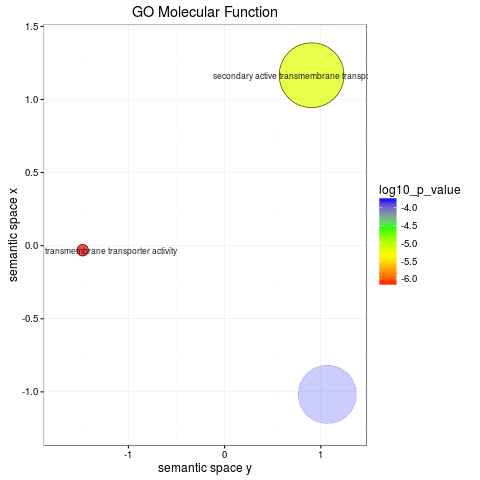 GO Molecular Function
1.5
1.0
0.5
0.0
-0.5
-1.0
semantic space x
secondary active transmembrane transp
transmembrane transporter activity
-1
0
1
semantic space y
log10_p_value
-4.0
-4.5
-5.0
-5.5
-6.0